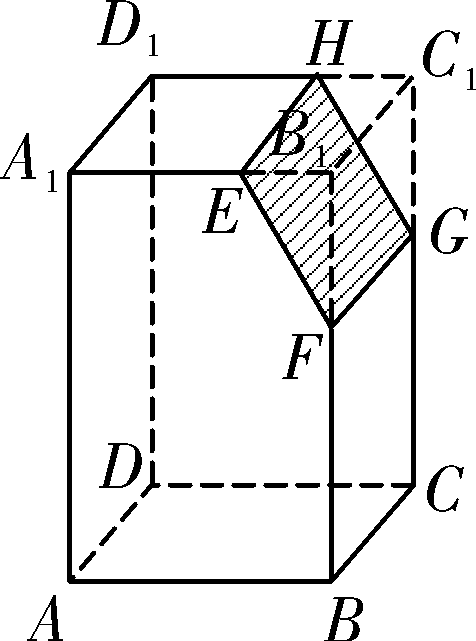 D₁ H C₁
A₁ B₁
E G
F
D C
A B